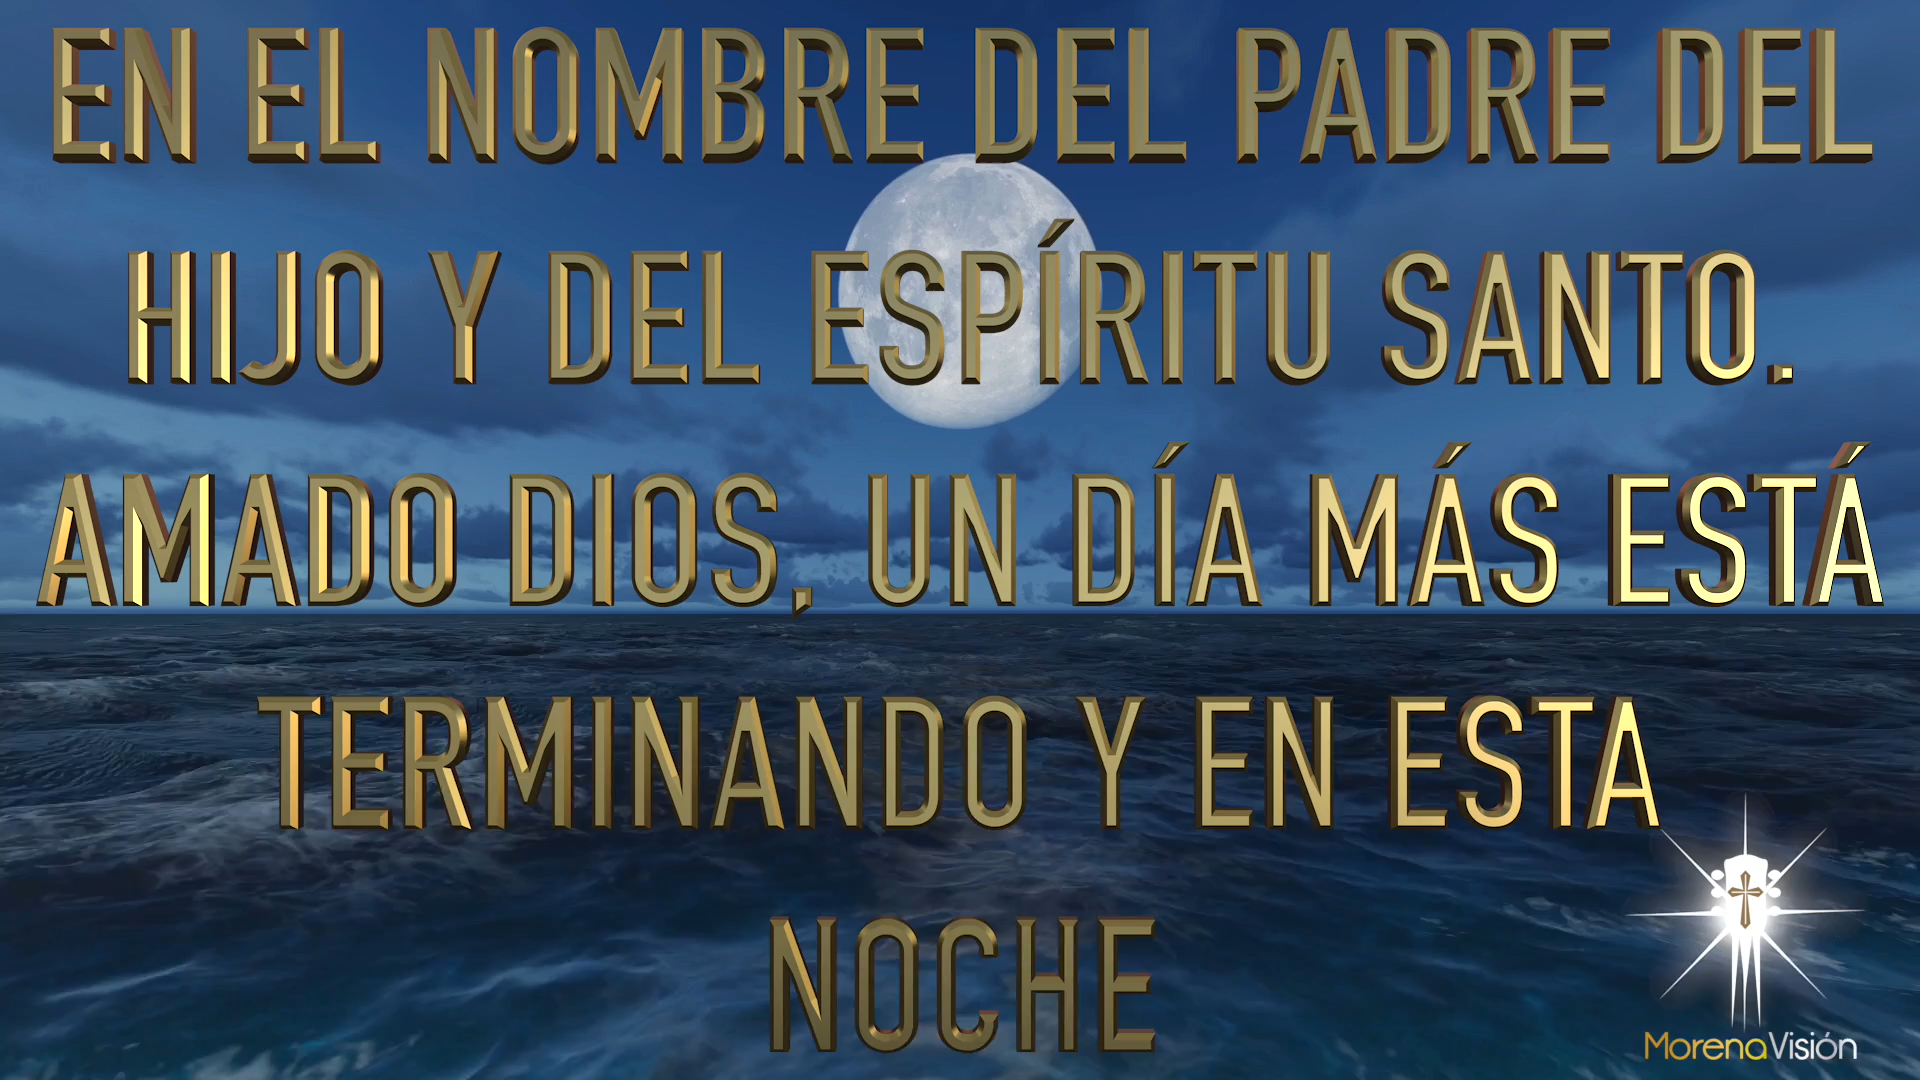 EN EL NOMBRE DEL PADRE DEL
HIJO Y DEL ESPÍRITU SANTO.
AMADO DIOS, UN DÍA MÁS ESTÁ
TERMINANDO Y EN ESTA
NOCHE
MorenaVisión